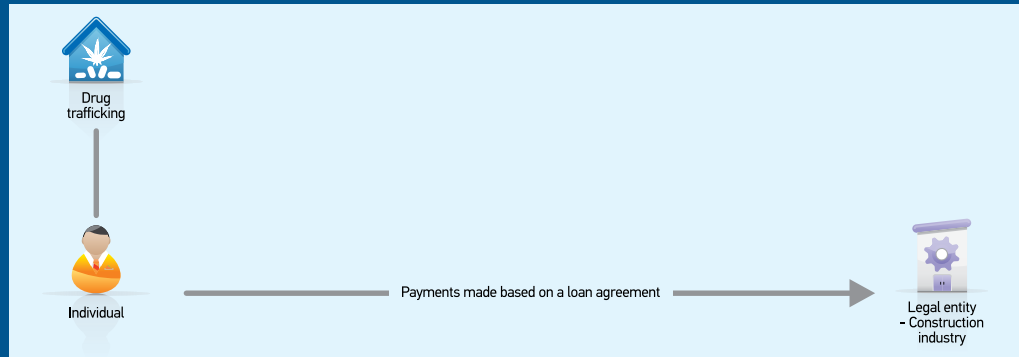 Drug
trafficking
Individual
Payments made based on a loan agreement
Legal entity
- Construction
industry